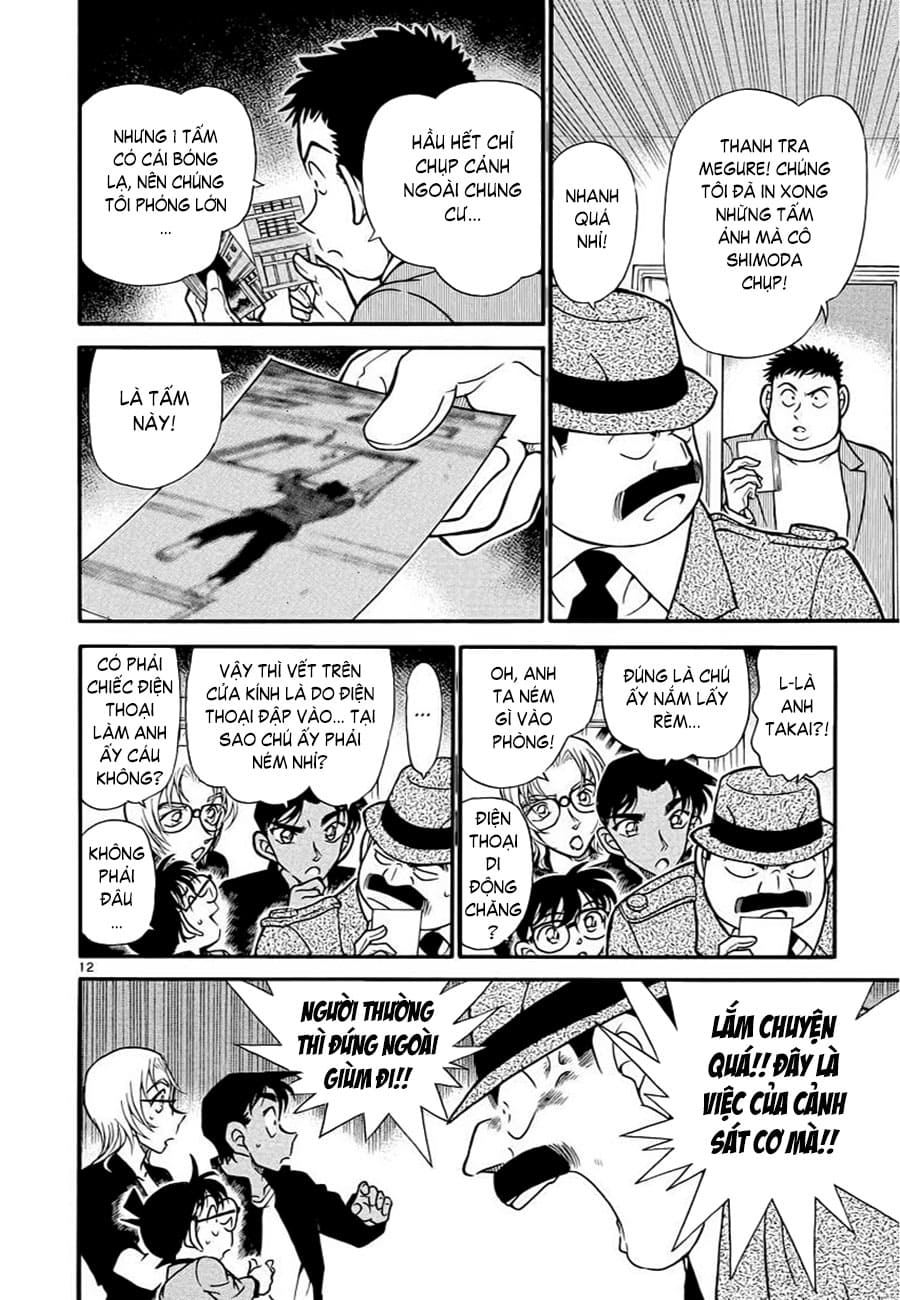 THANH TRA
MEGURE! CHÚNG
TÔI ĐÃ IN XONG
NHỮNG TẤM
ẢNH MÀ CÔ
SHIMODA
CHỤP!
NHANH
QUÁ
NHỈ!
HẦU HẾT CHỈ
CHỤP CẢNH
NGOÀI CHUNG
CƯ...
NHƯNG 1 TẤM
CÓ CÁI BÓNG
LẠ, NÊN CHÚNG
TÔI PHÓNG LỚN
...
LÀ TẤM
NÀY!
L-LÀ
ANH
TAKAI?!
ĐÚNG LÀ CHÚ
ẤY NẮM LẤY
RÈM...
OH, ANH
TA NÉM
GÌ VÀO
PHÒNG!
ĐIỆN
THOẠI
DI
ĐỘNG
CHĂNG
?
...
VẬY THÌ VẾT TRÊN
CỬA KÍNH LÀ DO ĐIỆN
THOẠI ĐẬP VÀO... TẠI
SAO CHÚ ẤY PHẢI
NÉM NHỈ?
CÓ PHẢI
CHIẾC ĐIỆN
THOẠI
LÀM ANH
ẤY CÁU
KHÔNG?
KHÔNG
PHẢI
ĐÂU
...
12
LẮM CHUYỆN
QUÁ!! ĐÂY LÀ
VIỆC CỦA CẢNH
SÁT CƠ MÀ!!
NGƯỜI THƯỜNG
THÌ ĐỨNG NGOÀI
GIÙM ĐI!!